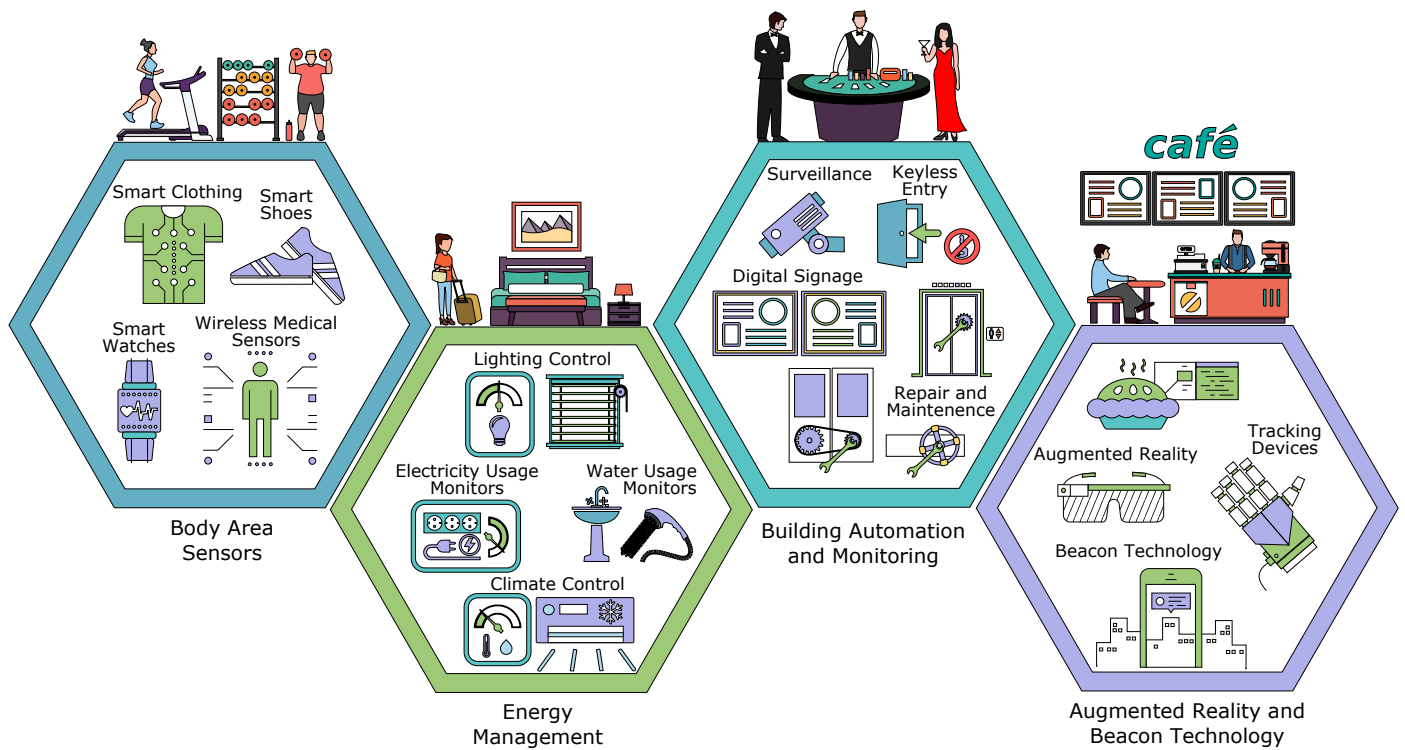 Smart Clothing
Smart
Shoes
Smart
Watches
Wireless Medical
Sensors
Body Area
Sensors
Lighting Control
Electricity Usage
Monitors
Water Usage
Monitors
Climate Control
Energy
Management
Surveillance
Keyless
Entry
Digital Signage
Repair and
Maintenence
Building Automation
and Monitoring
café
OPEN
Augmented Reality
Tracking
Devices
Beacon Technology
Augmented Reality and
Beacon Technology